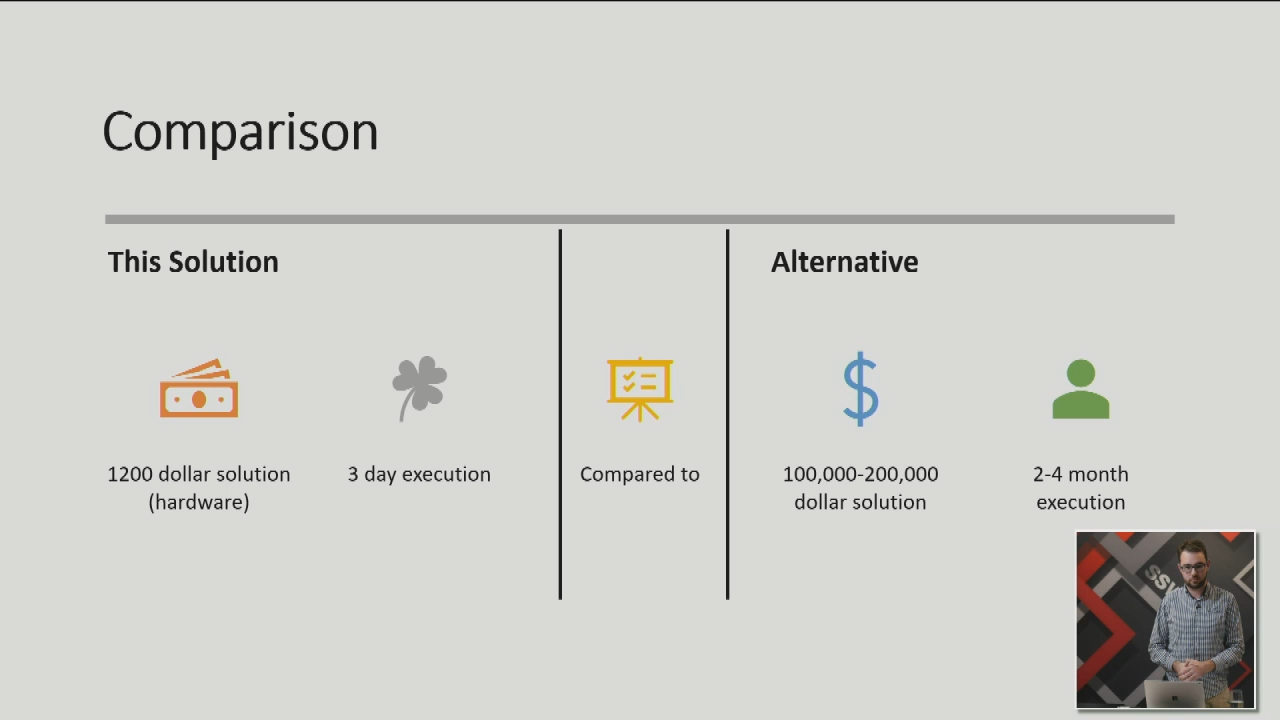 Comparison
This Solution
Alternative
1200 dollar solution
(hardware)
3 day execution
Compared to
100,000-200,000
dollar solution
2-4 month
execution